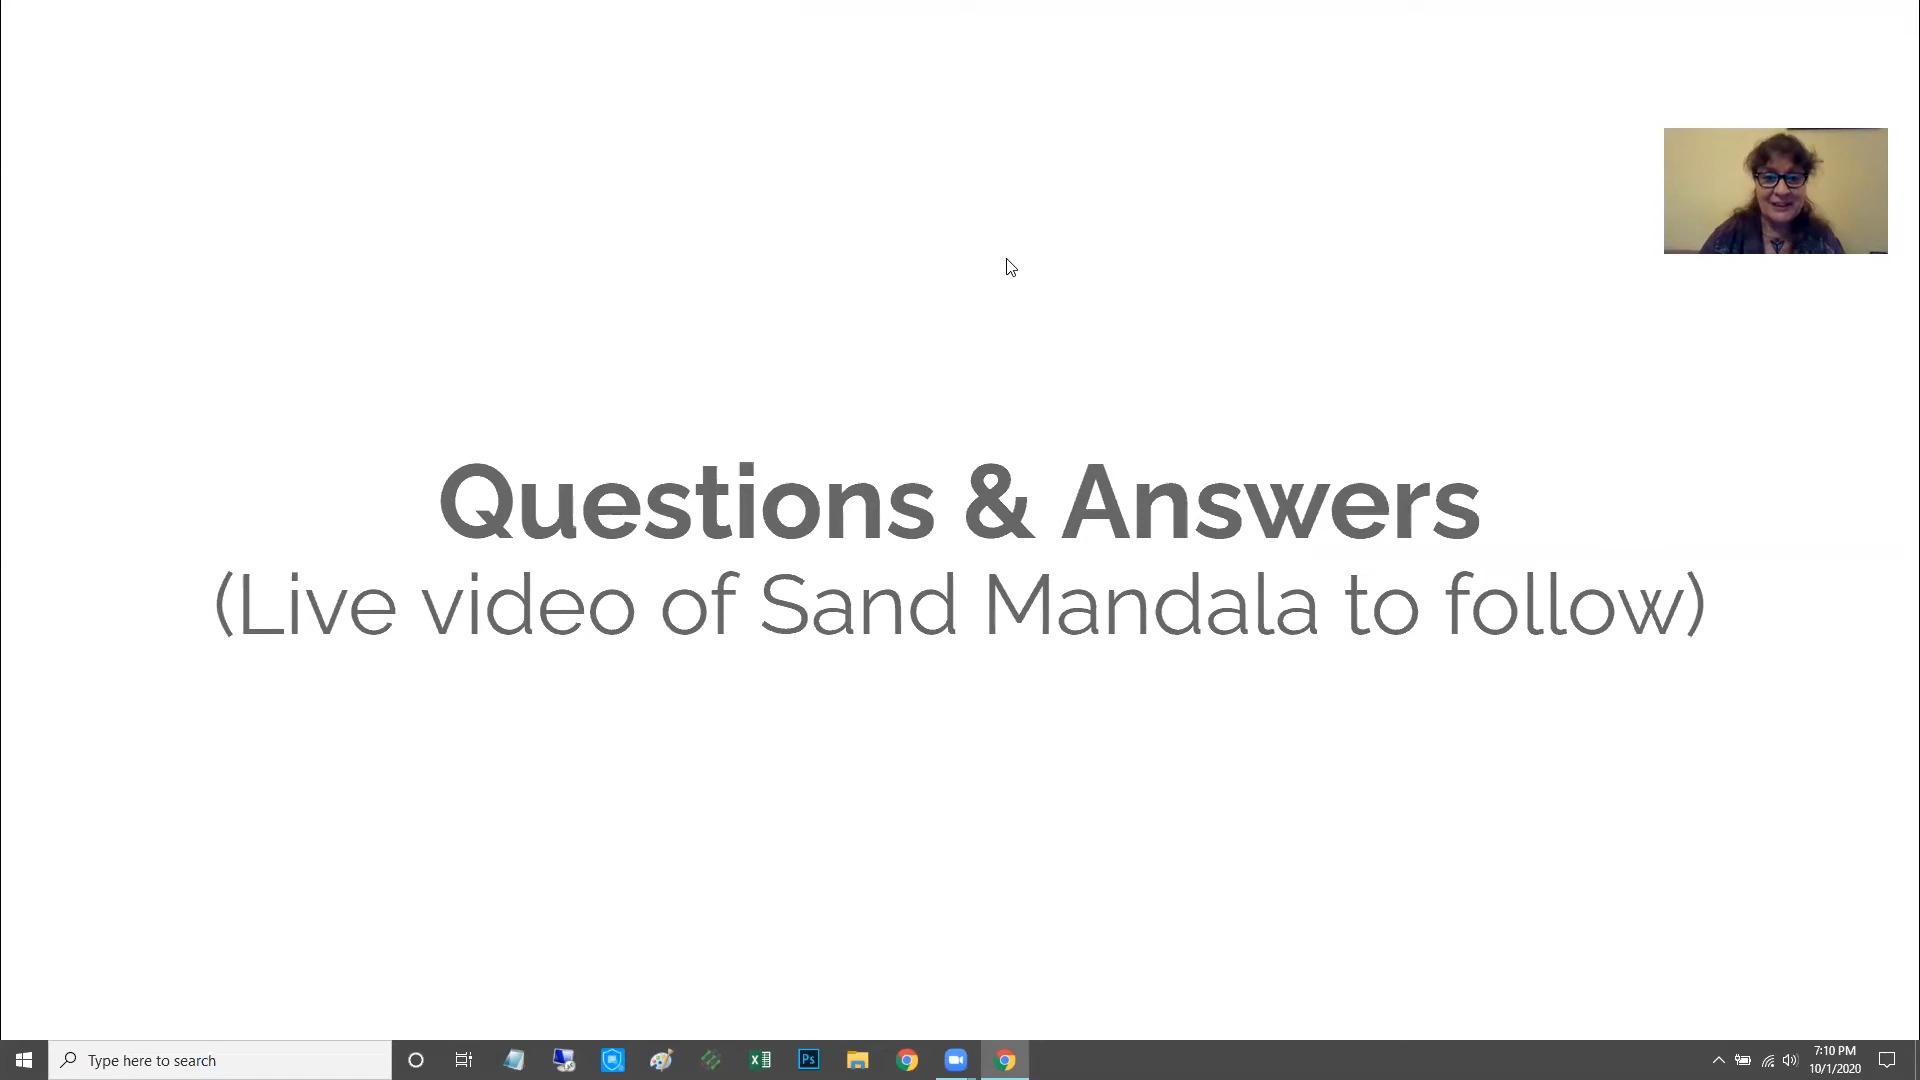 Questions & Answers
(Live video of Sand Mandala to follow)
Type here to search
Ps
7:10 PM
10/1/2020